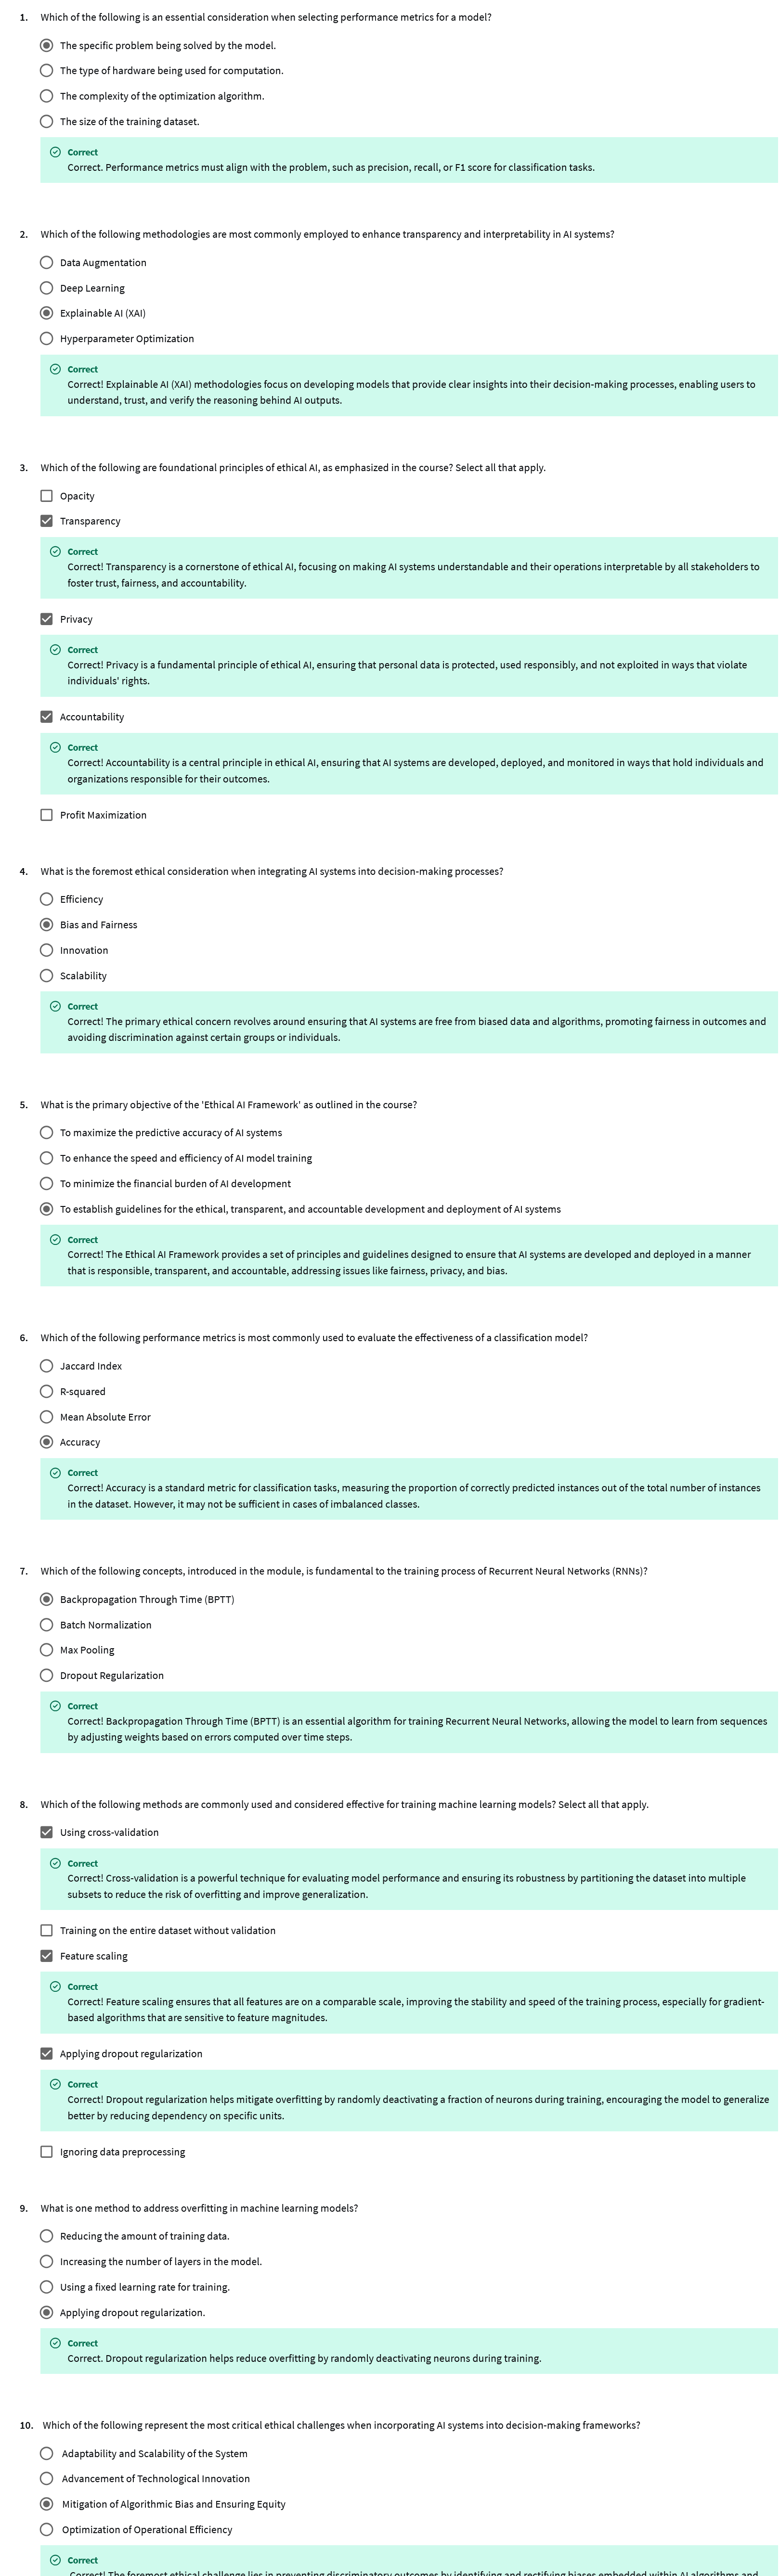 1. Which of the following is an essential consideration when selecting performance metrics for a model?
The specific problem being solved by the model.
The type of hardware being used for computation.
The complexity of the optimization algorithm.
The size of the training dataset.
Correct
Correct. Performance metrics must align with the problem, such as precision, recall, or F1 score for classification tasks.
2. Which of the following methodologies are most commonly employed to enhance transparency and interpretability in AI systems?
Data Augmentation
Deep Learning
Explainable AI (XAI)
Hyperparameter Optimization
Correct
Correct! Explainable AI (XAI) methodologies focus on developing models that provide clear insights into their decision-making processes, enabling users to
understand, trust, and verify the reasoning behind AI outputs.
3. Which of the following are foundational principles of ethical AI, as emphasized in the course? Select all that apply.
Opacity
Transparency
Correct
Correct! Transparency is a cornerstone of ethical AI, focusing on making AI systems understandable and their operations interpretable by all stakeholders to
foster trust, fairness, and accountability.
Privacy
Correct
Correct! Privacy is a fundamental principle of ethical AI, ensuring that personal data is protected, used responsibly, and not exploited in ways that violate
individuals' rights.
Accountability
Correct
Correct! Accountability is a central principle in ethical AI, ensuring that AI systems are developed, deployed, and monitored in ways that hold individuals and
organizations responsible for their outcomes.
Profit Maximization
4. What is the foremost ethical consideration when integrating AI systems into decision-making processes?
Efficiency
Bias and Fairness
Innovation
Scalability
Correct
Correct! The primary ethical concern revolves around ensuring that AI systems are free from biased data and algorithms, promoting fairness in outcomes and
avoiding discrimination against certain groups or individuals.
5. What is the primary objective of the 'Ethical AI Framework' as outlined in the course?
To maximize the predictive accuracy of AI systems
To enhance the speed and efficiency of AI model training
To minimize the financial burden of AI development
To establish guidelines for the ethical, transparent, and accountable development and deployment of AI systems
Correct
Correct! The Ethical AI Framework provides a set of principles and guidelines designed to ensure that AI systems are developed and deployed in a manner
that is responsible, transparent, and accountable, addressing issues like fairness, privacy, and bias.
6. Which of the following performance metrics is most commonly used to evaluate the effectiveness of a classification model?
Jaccard Index
R-squared
Mean Absolute Error
Accuracy
Correct
Correct! Accuracy is a standard metric for classification tasks, measuring the proportion of correctly predicted instances out of the total number of instances
in the dataset. However, it may not be sufficient in cases of imbalanced classes.
7. Which of the following concepts, introduced in the module, is fundamental to the training process of Recurrent Neural Networks (RNNs)?
Backpropagation Through Time (BPTT)
Batch Normalization
Max Pooling
Dropout Regularization
Correct
Correct! Backpropagation Through Time (BPTT) is an essential algorithm for training Recurrent Neural Networks, allowing the model to learn from sequences
by adjusting weights based on errors computed over time steps.
8. Which of the following methods are commonly used and considered effective for training machine learning models? Select all that apply.
Using cross-validation
Correct
Correct! Cross-validation is a powerful technique for evaluating model performance and ensuring its robustness by partitioning the dataset into multiple
subsets to reduce the risk of overfitting and improve generalization.
Training on the entire dataset without validation
Feature scaling
Correct
Correct! Feature scaling ensures that all features are on a comparable scale, improving the stability and speed of the training process, especially for gradient-
based algorithms that are sensitive to feature magnitudes.
Applying dropout regularization
Correct
Correct! Dropout regularization helps mitigate overfitting by randomly deactivating a fraction of neurons during training, encouraging the model to generalize
better by reducing dependency on specific units.
Ignoring data preprocessing
9. What is one method to address overfitting in machine learning models?
Reducing the amount of training data.
Increasing the number of layers in the model.
Using a fixed learning rate for training.
Applying dropout regularization.
Correct
Correct. Dropout regularization helps reduce overfitting by randomly deactivating neurons during training.
10. Which of the following represent the most critical ethical challenges when incorporating AI systems into decision-making frameworks?
Adaptability and Scalability of the System
Advancement of Technological Innovation
Mitigation of Algorithmic Bias and Ensuring Equity
Optimization of Operational Efficiency
Correct
Correct! The foremost ethical challenge lies in preventing discriminatory outcomes by identifying and rectifying biases embedded within AI algorithms and